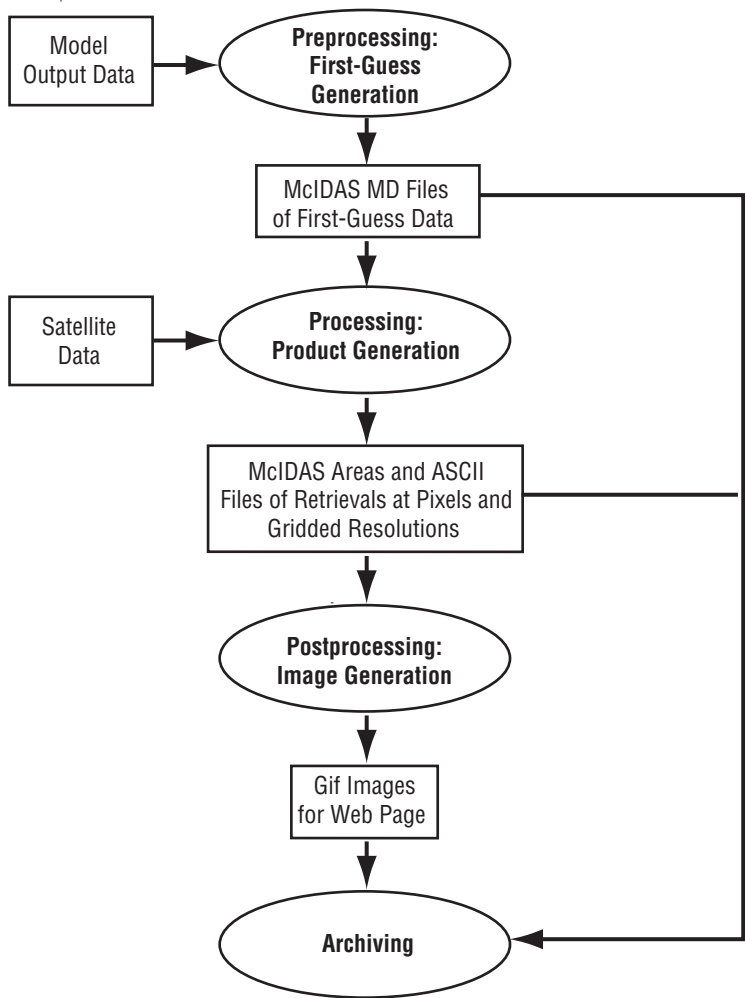 Model
Output Data
Preprocessing:
First-Guess
Generation
McIDAS MD Files
of First-Guess Data
Satellite
Data
Processing:
Product Generation
McIDAS Areas and ASCII
Files of Retrievals at Pixels and
Gridded Resolutions
Postprocessing:
Image Generation
Gif Images
for Web Page
Archiving